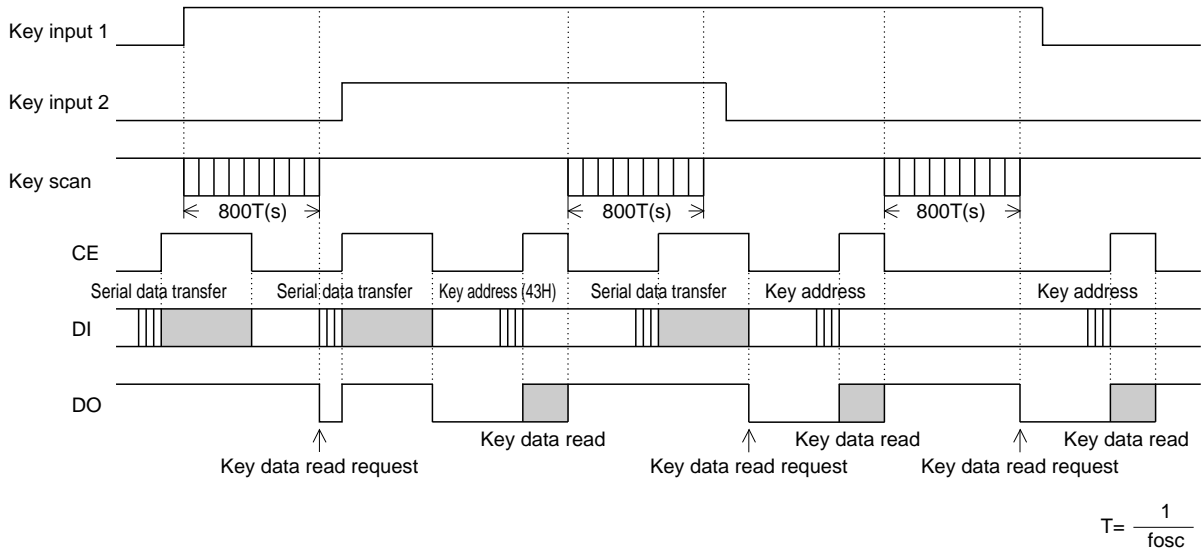 Key input 1
Key input 2
Key scan
800T(s) 800T(s) 800T(s)
CE
Serial data transfer Serial data transfer Key address (43H) Serial data transfer Key address Key address
DI
DO
Key data read Key data read Key data read
Key data read request Key data read request Key data read request
T= 1
fosc